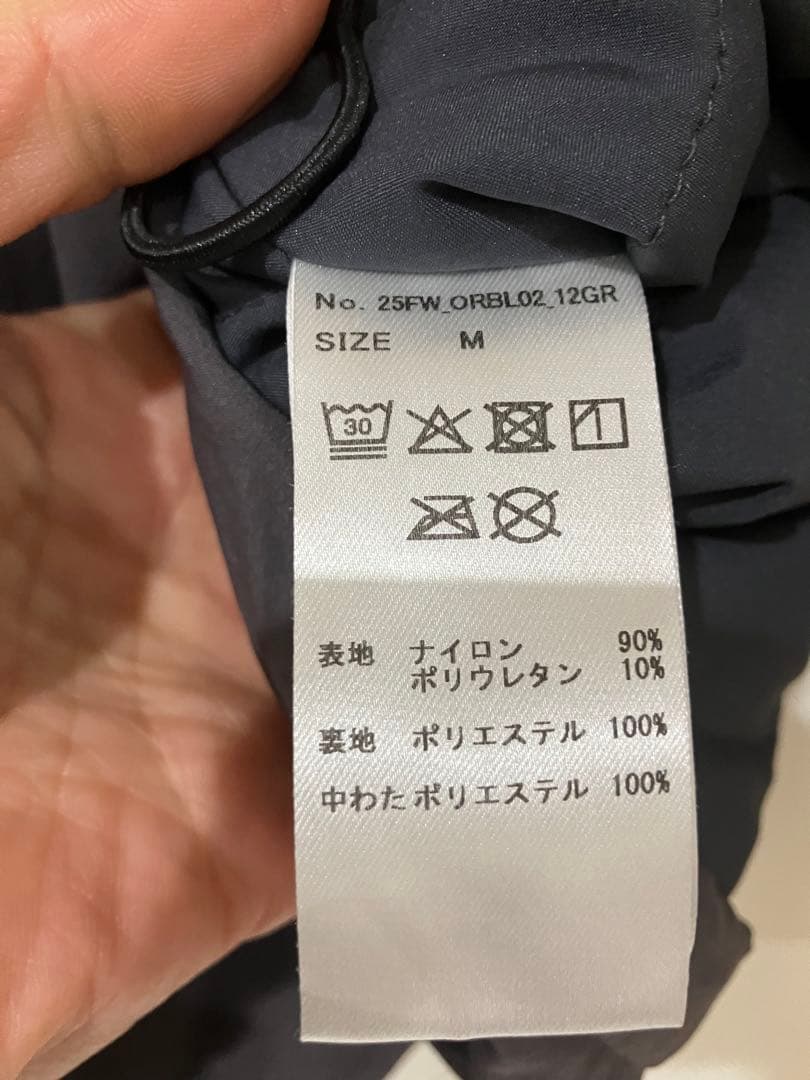 No. 25FW_ORBL02_12GR
SIZE M
30
表地 ナイロン 90%
ポリウレタン 10%
裏地 ポリエステル 100%
中わた ポリエステル 100%